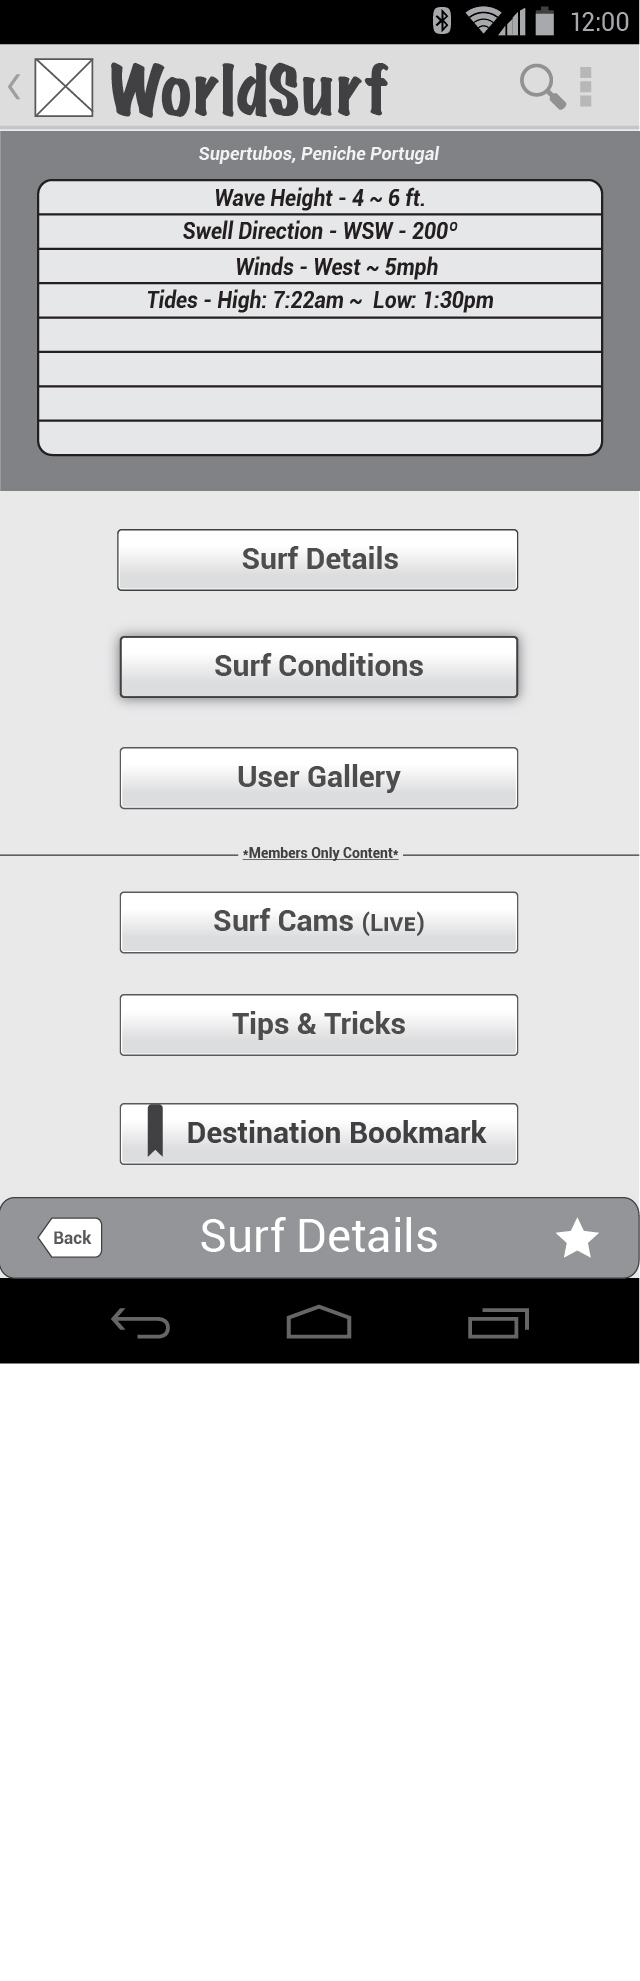 12:00
WorldSurf
Supertubos, Peniche Portugal
Wave Height - 4 ~ 6 ft.
Swell Direction - WSW - 200º
Winds - West ~ 5mph
Tides - High: 7:22am ~ Low: 1:30pm
Surf Details
Surf Conditions
User Gallery
*Members Only Content*
Surf Cams (Live)
Tips & Tricks
Destination Bookmark
Back Surf Details